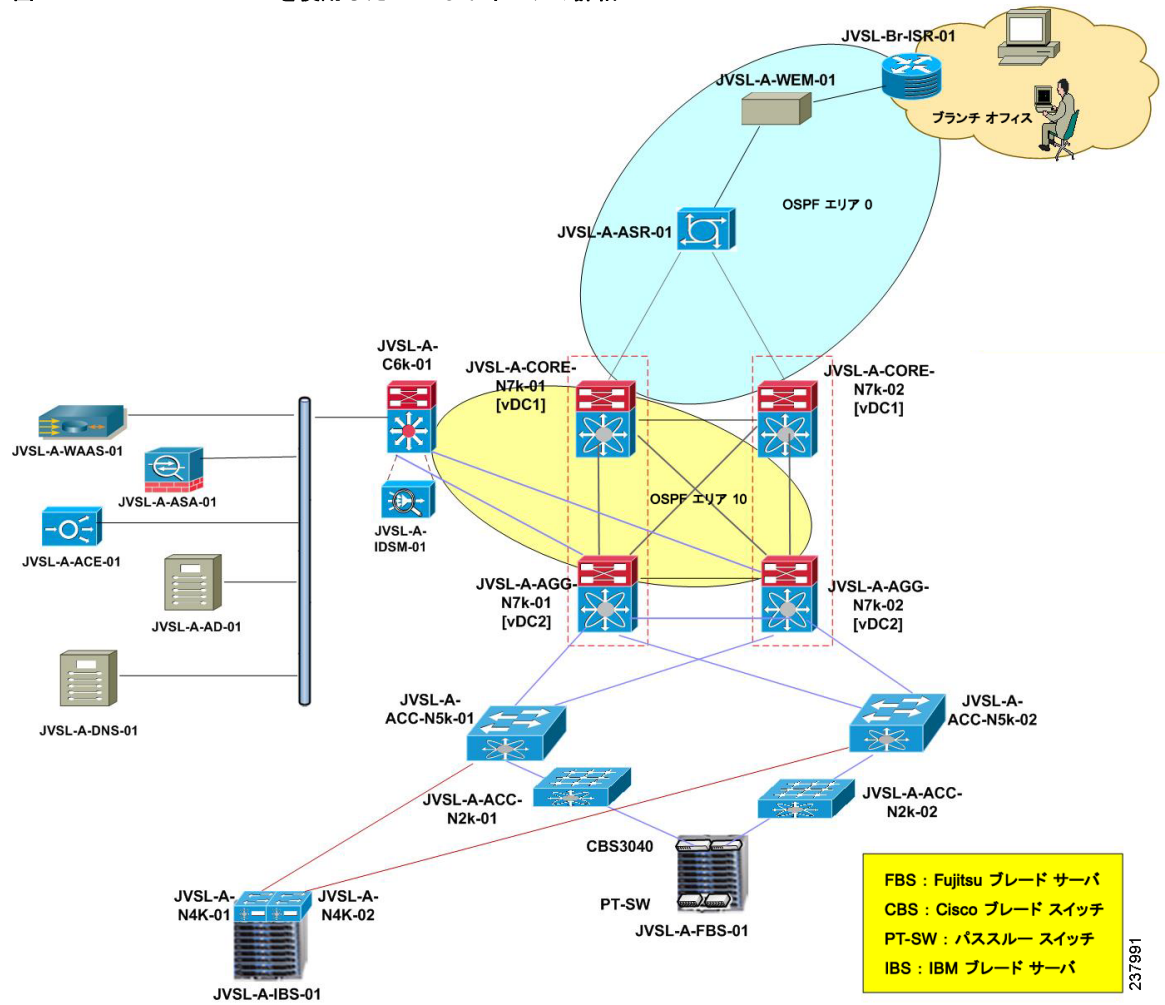 JVSL-Br-ISR-01
JVSL-A-WEM-01
ブランチ オフィス
OSPF エリア 0
JVSL-A-ASR-01
JVSL-A-
C6k-01
JVSL-A-CORE-
N7k-01
[vDC1]
JVSL-A-CORE-
N7k-02
[vDC1]
JVSL-A-WAAS-01
JVSL-A-ASA-01
JVSL-A-ACE-01
JVSL-A-
IDSM-01
OSPF エリア 10
JVSL-A-AD-01
JVSL-A-AGG-
N7k-01
[vDC2]
JVSL-A-AGG-
N7k-02
[vDC2]
JVSL-A-DNS-01
JVSL-A-
ACC-N5k-01
JVSL-A-
ACC-N5k-02
JVSL-A-ACC-
N2k-01
JVSL-A-ACC-
N2k-02
CBS3040
PT-SW
JVSL-A-FBS-01
JVSL-A-
N4K-01
JVSL-A-
N4K-02
JVSL-A-IBS-01
FBS : Fujitsu ブレード サーバ
CBS : Cisco ブレード スイッチ
PT-SW : パススルー スイッチ
IBS : IBM ブレード サーバ
237991